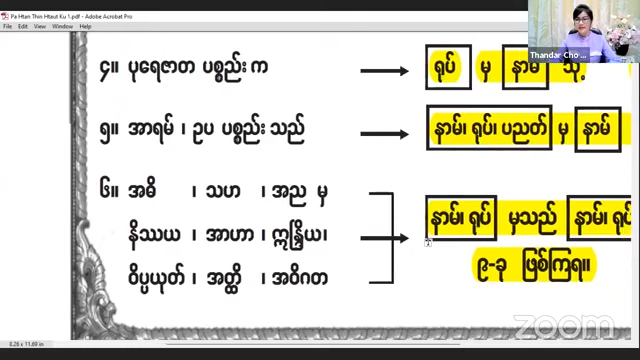 Pa Htan Thin Htaut Ku 1.pdf - Adobe Acrobat Pro
File Edit View Window Help
Thandar Cho ...
၄။ ပုရေဇာတ ပစ္စည်း က → ရုပ် မှ နာမ် သို့
၅။ အာရမ် ၊ ဥပ ပစ္စည်း သည် → နာမ်၊ ရုပ်၊ ပညတ် မှ နာမ်
၆။ အဓိ ၊ သဟ ၊ အည မှ
နိဿယ ၊ အာဟာ ၊ ဣန္ဒြိယ၊ → နာမ်၊ ရုပ် မှသည် နာမ်၊ ရုပ်
ဝိပ္ပယုတ် ၊ အတ္ထိ ၊ အဝိဂတ ၉-ခု ဖြစ်ကြရ။
8.26 x 11.69 in
zoom